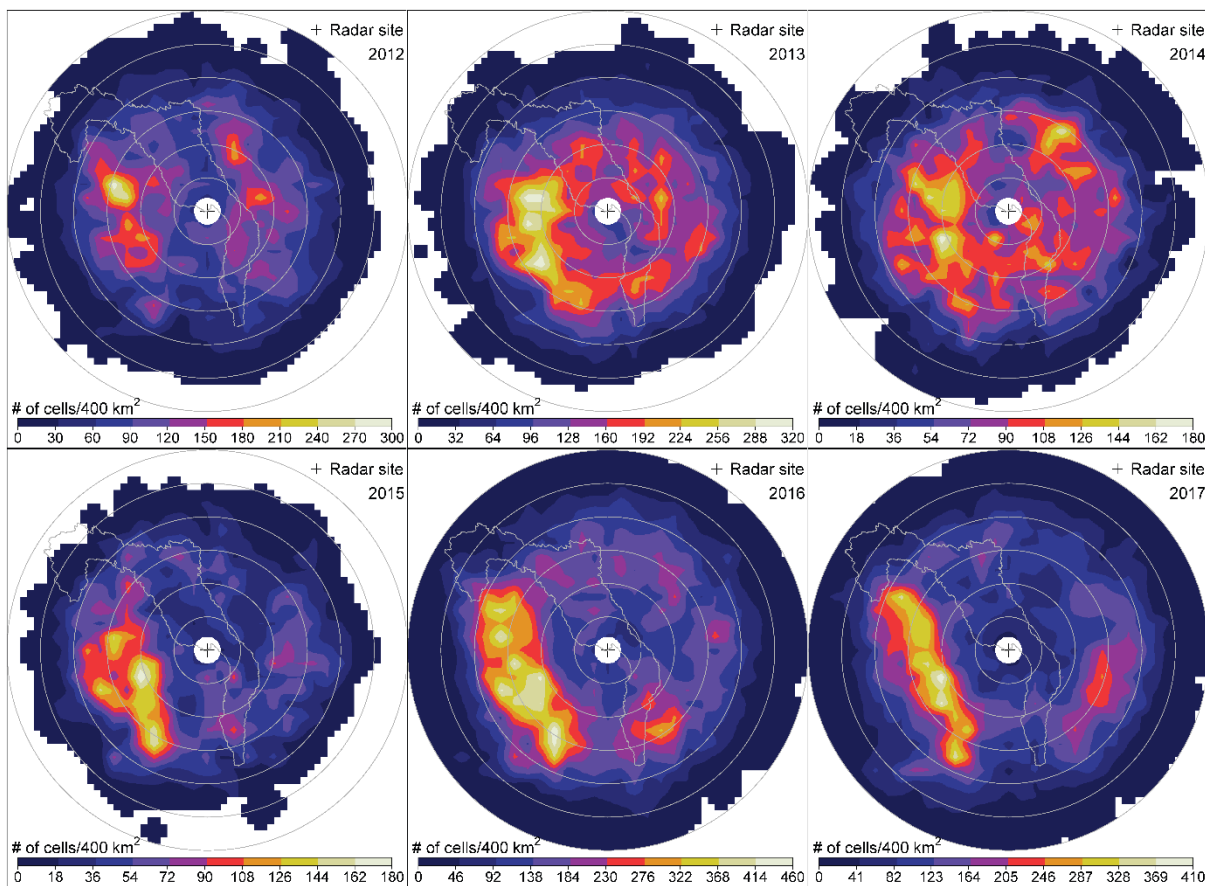 + Radar site
2012
# of cells/400 km²
0 30 60 90 120 150 180 210 240 270 300
+ Radar site
2013
# of cells/400 km²
0 32 64 96 128 160 192 224 256 288 320
+ Radar site
2014
# of cells/400 km²
0 18 36 54 72 90 108 126 144 162 180
+ Radar site
2015
# of cells/400 km²
0 18 36 54 72 90 108 126 144 162 180
+ Radar site
2016
# of cells/400 km²
0 46 92 138 184 230 276 322 368 414 460
+ Radar site
2017
# of cells/400 km²
0 41 82 123 164 205 246 287 328 369 410